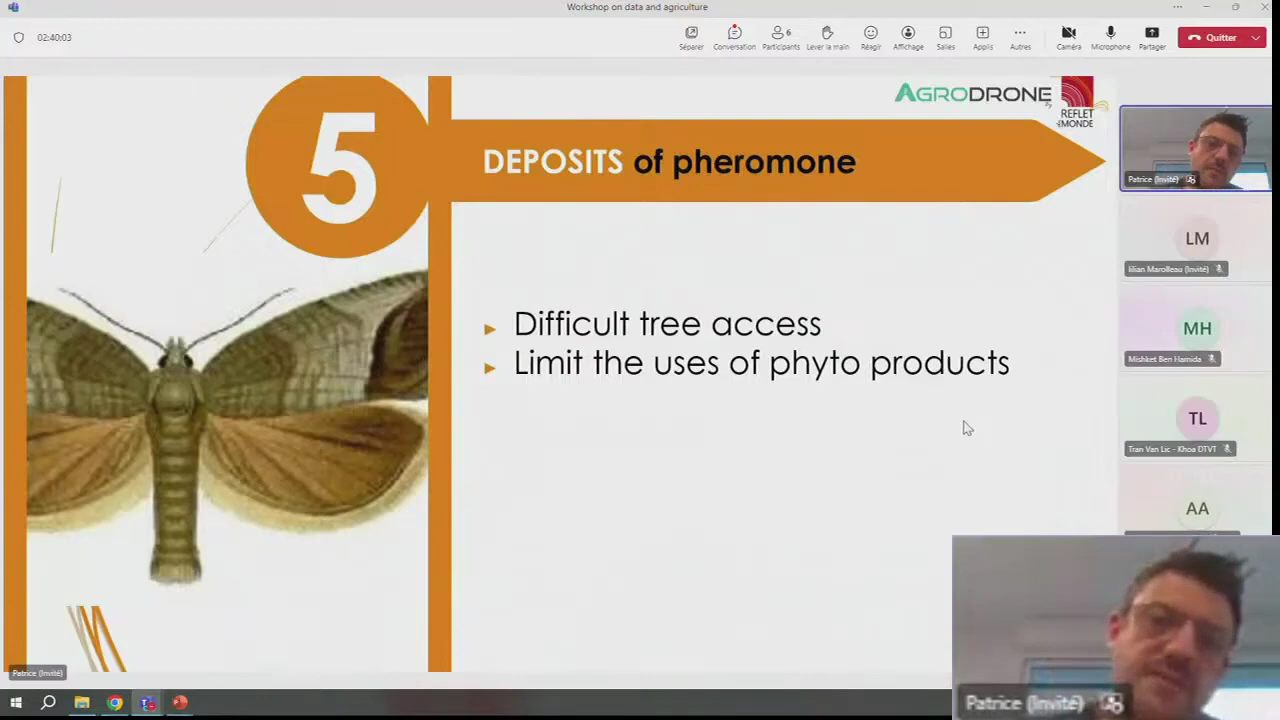 Workshop on data and agriculture
02:40:03
Séparer
Conversation
6
Participants
Lever la main
Réagir
Affichage
Salles
Applis
Autres
Caméra
Microphone
Partager
Quitter
5
DEPOSITS of pheromone
AGRODRONE
REFLET
MONDE
Difficult tree access
Limit the uses of phyto products
Patrice (Invité)
LM
lilian Marolleau (Invité)
MH
Mishket Ben Hamida
TL
Tran Van Lic - Khoa DTVT
AA
Patrice (Invité)
Patrice (Invité)